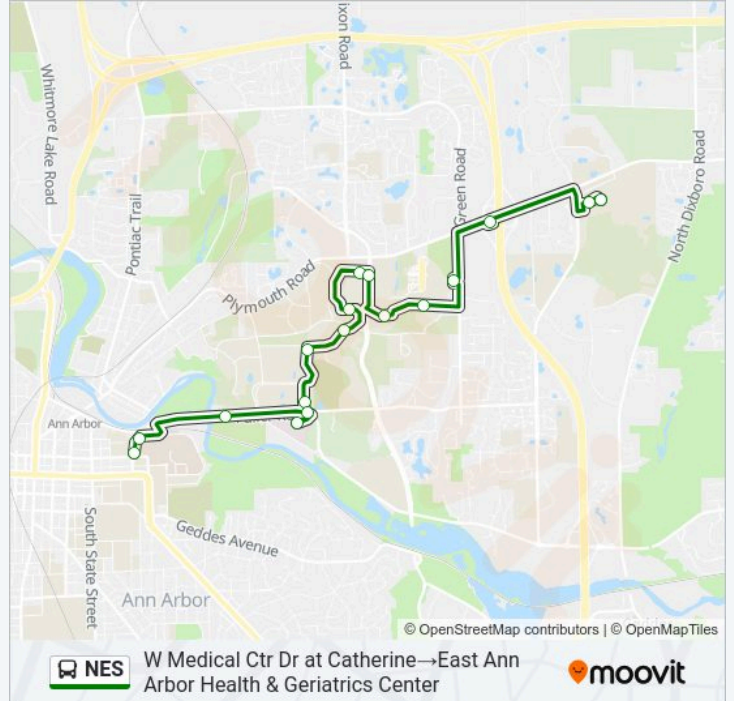 ixon Road
Whitmore Lake Road
Green Road
North Dixboro Road
Pontiac Trail
Plymouth Road
Ann Arbor
South State Street
Geddes Avenue
Ann Arbor
© OpenStreetMap contributors | © OpenMapTiles
NES
W Medical Ctr Dr at Catherine→East Ann
Arbor Health & Geriatrics Center
moovit